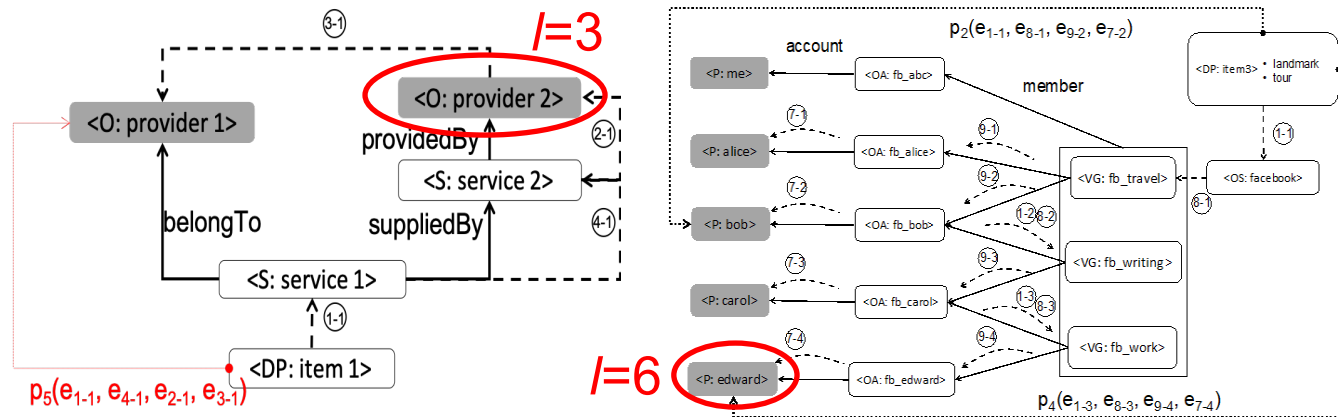 3-1
l=3
<O: provider 2>
<O: provider 1>
providedBy
2-1
<S: service 2>
belongTo
suppliedBy
4-1
<S: service 1>
1-1
<DP: item 1>
p5(e1-1, e4-1, e2-1, e3-1)
p2(e1-1, e8-1, e9-2, e7-2)
account
<P: me>
<OA: fb_abc>
<DP: item3>
• landmark
• tour
member
7-1
9-1
1-1
<P: alice>
<OA: fb_alice>
<VG: fb_travel>
<OS: facebook>
7-2
9-2
8-1
<P: bob>
<OA: fb_bob>
1-2
8-2
7-3
9-3
<VG: fb_writing>
<P: carol>
<OA: fb_carol>
1-3
8-3
7-4
9-4
<VG: fb_work>
l=6
<P: edward>
<OA: fb_edward>
p4(e1-3, e8-3, e9-4, e7-4)